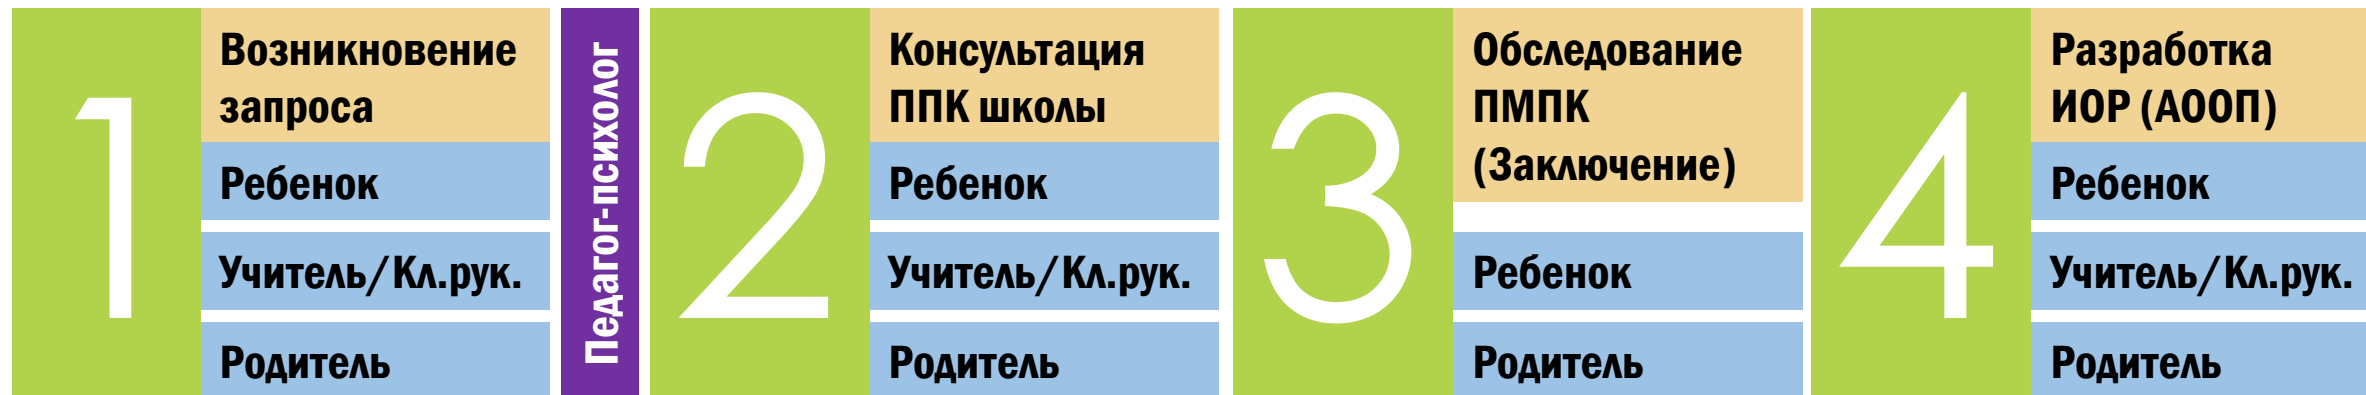 1
Возникновение
запроса
Ребенок
Учитель/Кл.рук.
Родитель
Педагог-психолог
2
Консультация
ППК школы
Ребенок
Учитель/Кл.рук.
Родитель
3
Обследование
ПМПК
(Заключение)
Ребенок
Родитель
4
Разработка
ИОР (АООП)
Ребенок
Учитель/Кл.рук.
Родитель